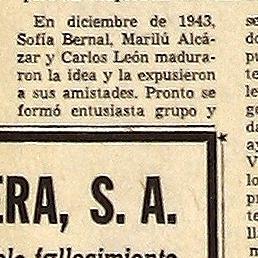 En diciembre de 1943,
Sofía Bernal, Marilú Alcá-
zar y Carlos León madura-
ron la idea y la expusieron
a sus amistades. Pronto se
formó entusiasta grupo y
ERA, S. A.
fallecimiento